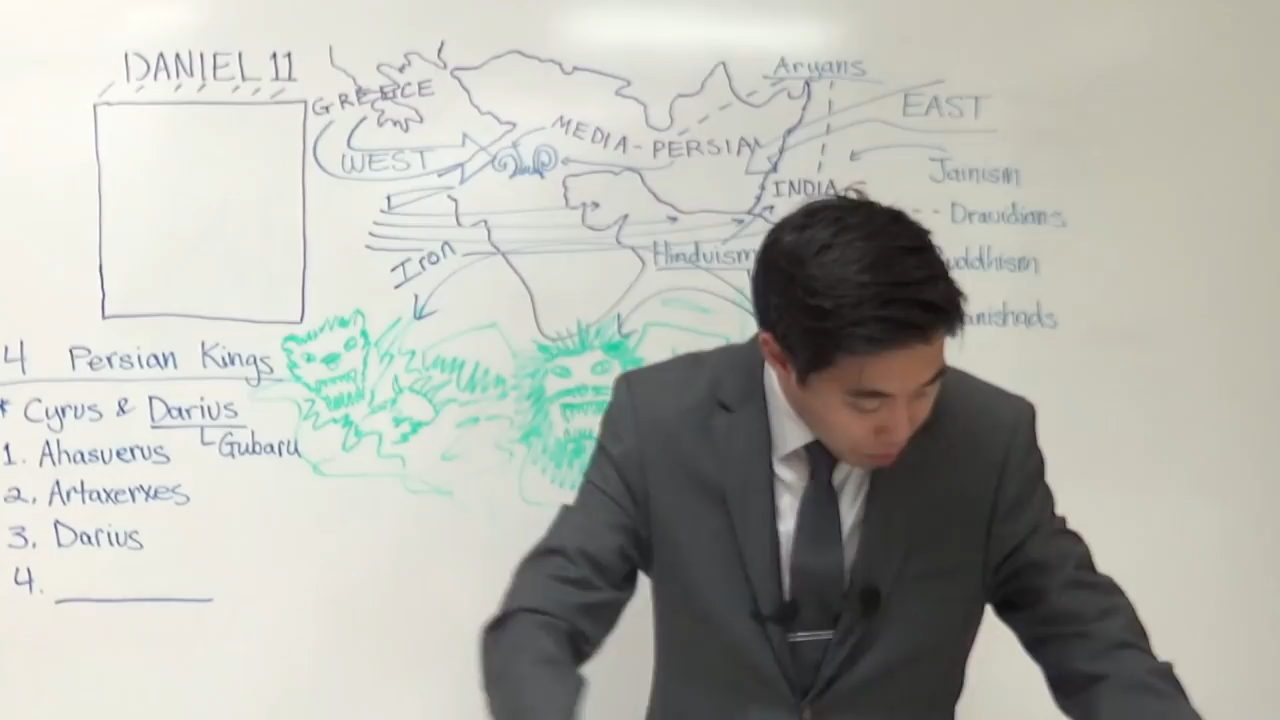 DANIEL 11
GREECE
WEST
MEDIA-PERSIA
Aryans
EAST
INDIA
Jainism
Dravidians
Hinduism
Iron
4 Persian Kings
* Cyrus & Darius
Gubaru
1. Ahasuerus
2. Artaxerxes
3. Darius
4.